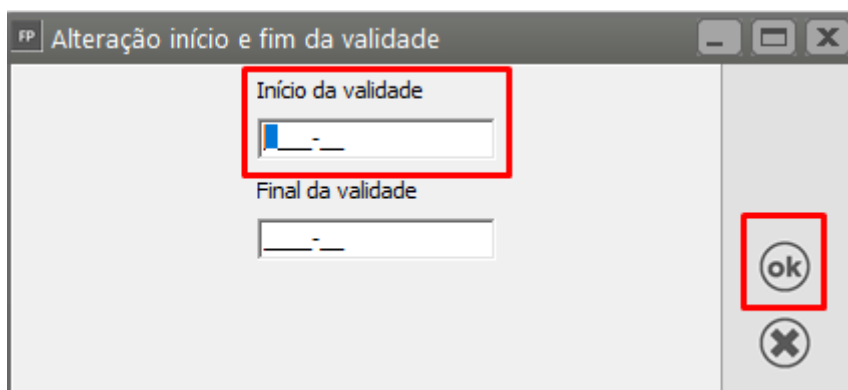 FP Alteração início e fim da validade
Início da validade
____-__
Final da validade
____-__
ok